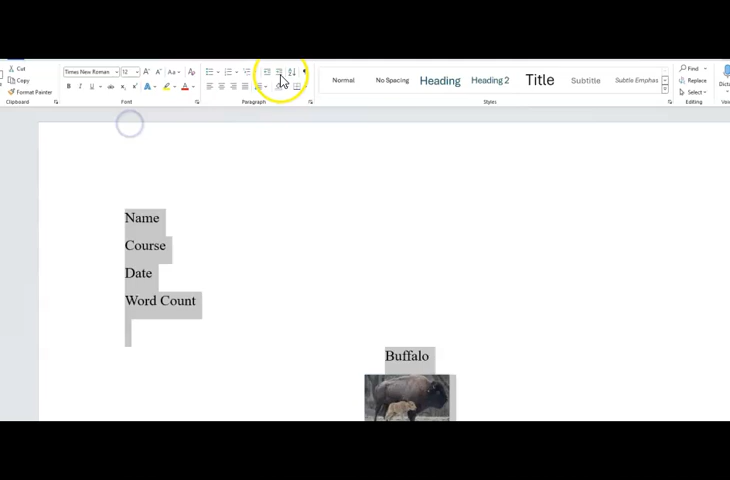 Cut
Copy
Format Painter
Clipboard
Times New Roman 12
Font
Paragraph
Normal
No Spacing
Heading
Heading 2
Title
Subtitle
Subtle Emphas
Styles
Find
Replace
Select
Editing
Name
Course
Date
Word Count
Buffalo